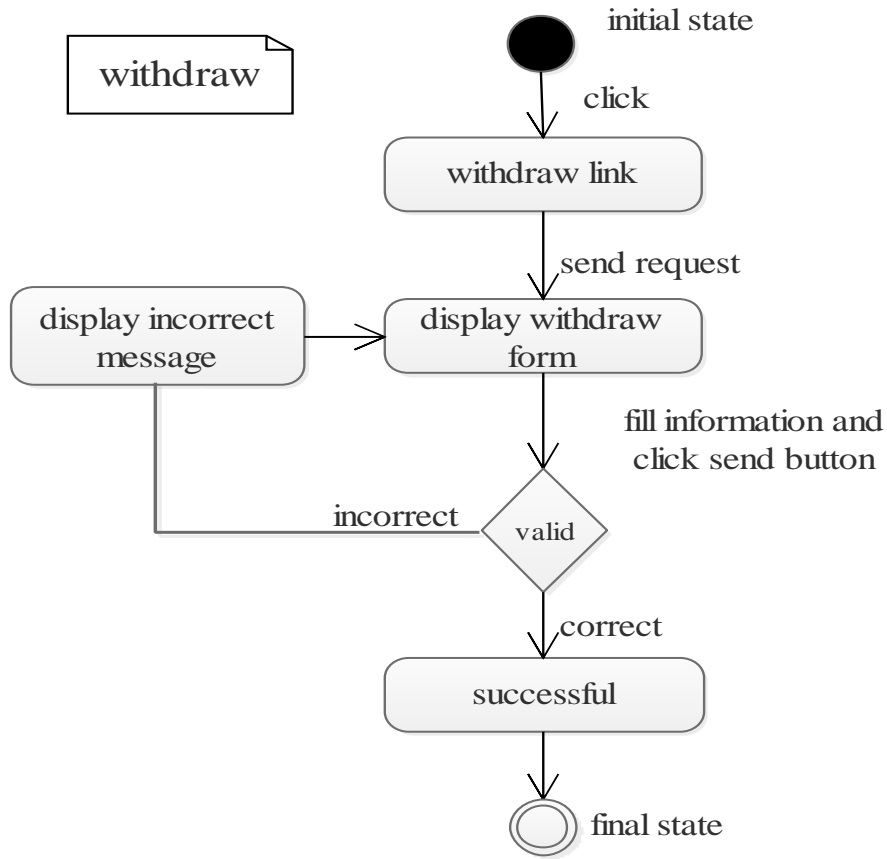 initial state
withdraw
click
withdraw link
send request
display incorrect
message
display withdraw
form
fill information and
click send button
incorrect
valid
correct
successful
final state